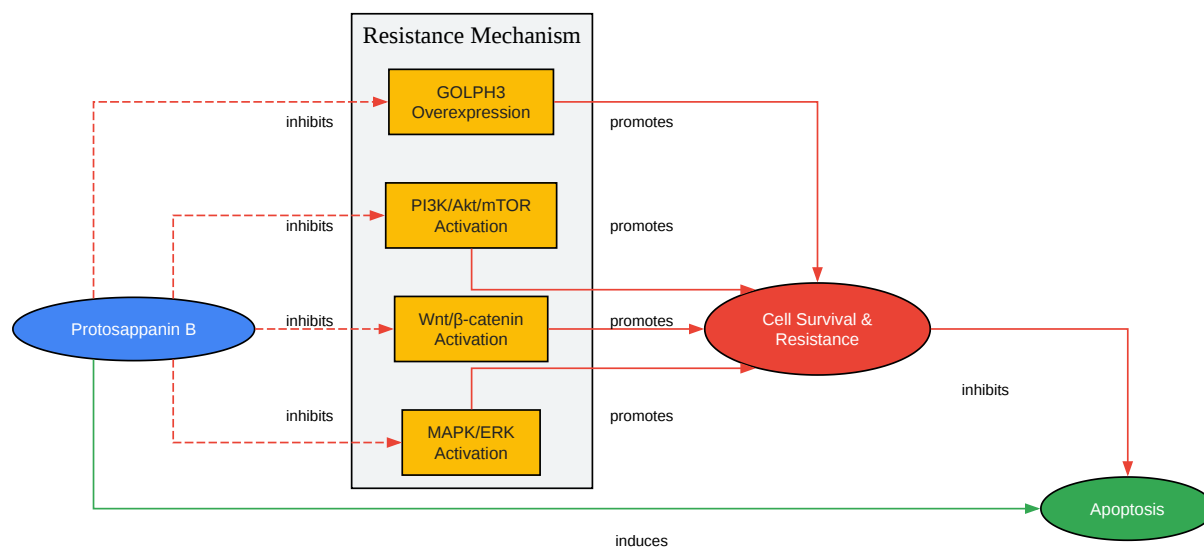 Resistance Mechanism
GOLPH3
Overexpression
inhibits
promotes
PI3K/Akt/mTOR
Activation
inhibits
promotes
Protosappanin B
inhibits
Wnt/β-catenin
Activation
promotes
Cell Survival &
Resistance
inhibits
MAPK/ERK
Activation
inhibits
promotes
Apoptosis
induces